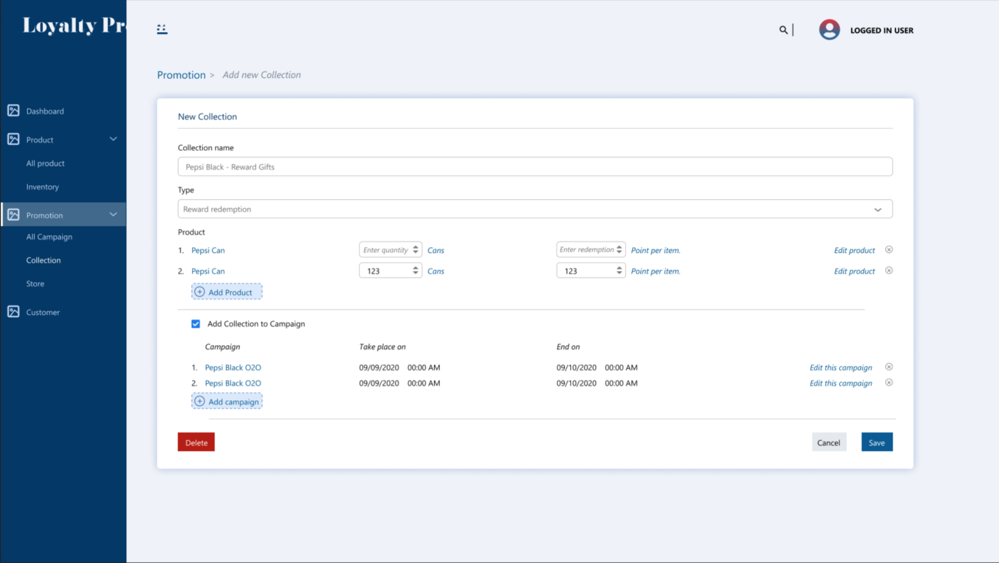 Loyalty Pr
LOGGED IN USER
Promotion > Add new Collection
Dashboard
Product
All product
Inventory
Promotion
All Campaign
Collection
Store
Customer
New Collection
Collection name
Pepsi Black - Reward Gifts
Type
Reward redemption
Product
1. Pepsi Can Enter quantity Cans Enter redemption Point per item. Edit product
2. Pepsi Can 123 Cans 123 Point per item. Edit product
Add Product
Add Collection to Campaign
Campaign Take place on End on
1. Pepsi Black O2O 09/09/2020 00:00 AM 09/10/2020 00:00 AM Edit this campaign
2. Pepsi Black O2O 09/09/2020 00:00 AM 09/10/2020 00:00 AM Edit this campaign
Add campaign
Delete Cancel Save